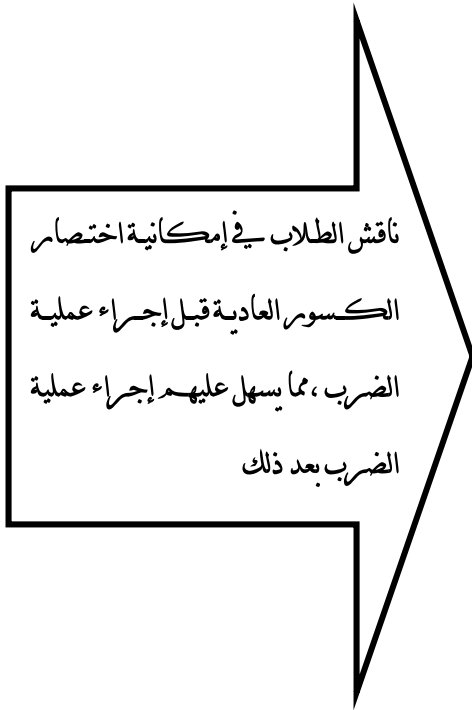 ناقش الطلاب في إمكانية اختصار
الكسور العادية قبل إجراء عملية
الضرب ،مما يسهل عليهم إجراء عملية
الضرب بعد ذلك